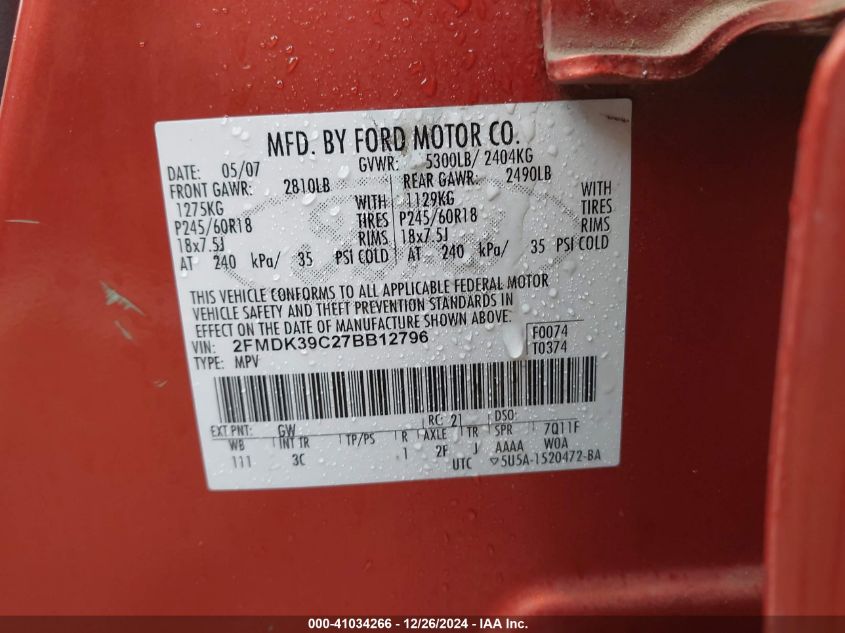 MFD. BY FORD MOTOR CO.
DATE: 05/07 GVWR: 5300LB/ 2404KG
FRONT GAWR: 2810LB REAR GAWR: 2490LB
1275KG WITH 1129KG WITH
P245/60R18 TIRES P245/60R18 TIRES
18x7.5J RIMS 18x7.5J RIMS
AT 240 kPa/ 35 PSI COLD AT 240 kPa/ 35 PSI COLD
THIS VEHICLE CONFORMS TO ALL APPLICABLE FEDERAL MOTOR
VEHICLE SAFETY AND THEFT PREVENTION STANDARDS IN
EFFECT ON THE DATE OF MANUFACTURE SHOWN ABOVE.
VIN: 2FMDK39C27BB12796 F0074
TYPE: MPV T0374
EXT PNT: GW RC: 21 DSO:
WB INT TR TP/PS R AXLE TR SPR 7Q11F
111 3C 1 2F J AAAA W0A
UTC ▽5U5A-1520472-BA
000-41034266 - 12/26/2024 - IAA Inc.